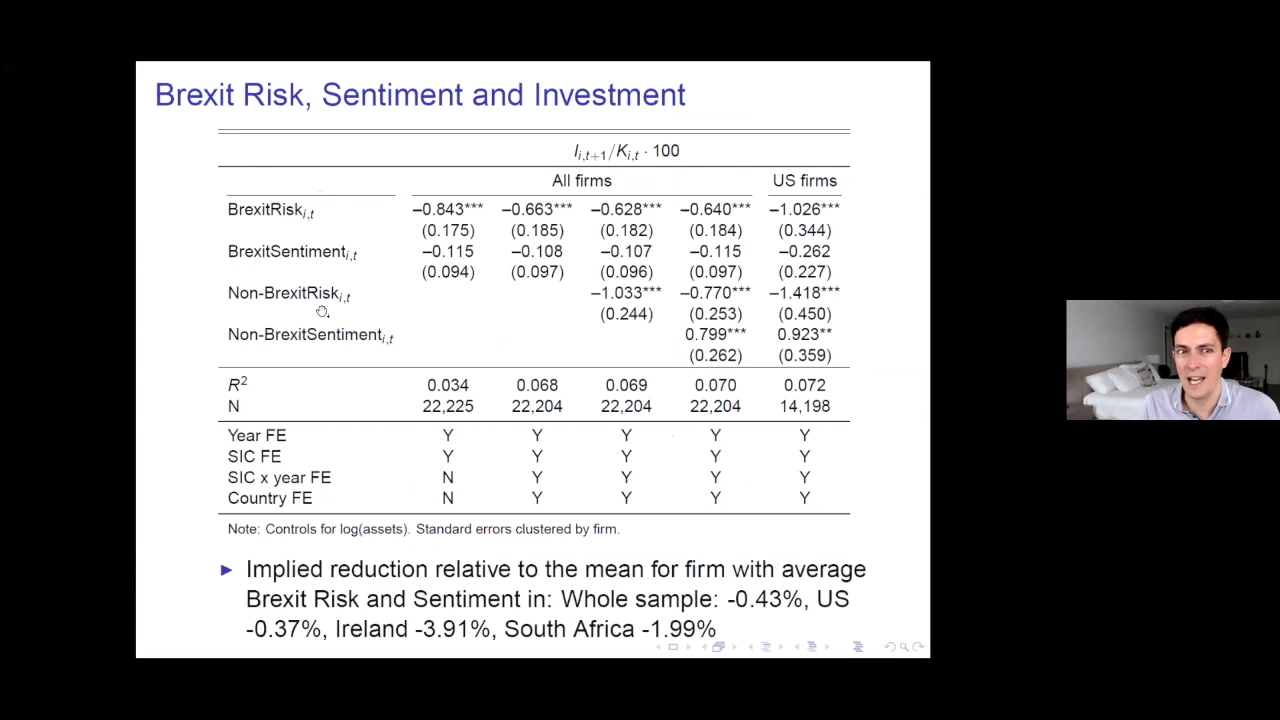 Brexit Risk, Sentiment and Investment
I_{i,t+1}/K_{i,t} · 100
All firms US firms
BrexitRisk_{i,t} –0.843*** –0.663*** –0.628*** –0.640*** –1.026***
(0.175) (0.185) (0.182) (0.184) (0.344)
BrexitSentiment_{i,t} –0.115 –0.108 –0.107 –0.115 –0.262
(0.094) (0.097) (0.096) (0.097) (0.227)
Non-BrexitRisk_{i,t} –1.033*** –0.770*** –1.418***
(0.244) (0.253) (0.450)
Non-BrexitSentiment_{i,t} 0.799*** 0.923**
(0.262) (0.359)
R² 0.034 0.068 0.069 0.070 0.072
N 22,225 22,204 22,204 22,204 14,198
Year FE Y Y Y Y Y
SIC FE Y Y Y Y Y
SIC x year FE N Y Y Y Y
Country FE N Y Y Y Y
Note: Controls for log(assets). Standard errors clustered by firm.
Implied reduction relative to the mean for firm with average
Brexit Risk and Sentiment in: Whole sample: -0.43%, US
-0.37%, Ireland -3.91%, South Africa -1.99%